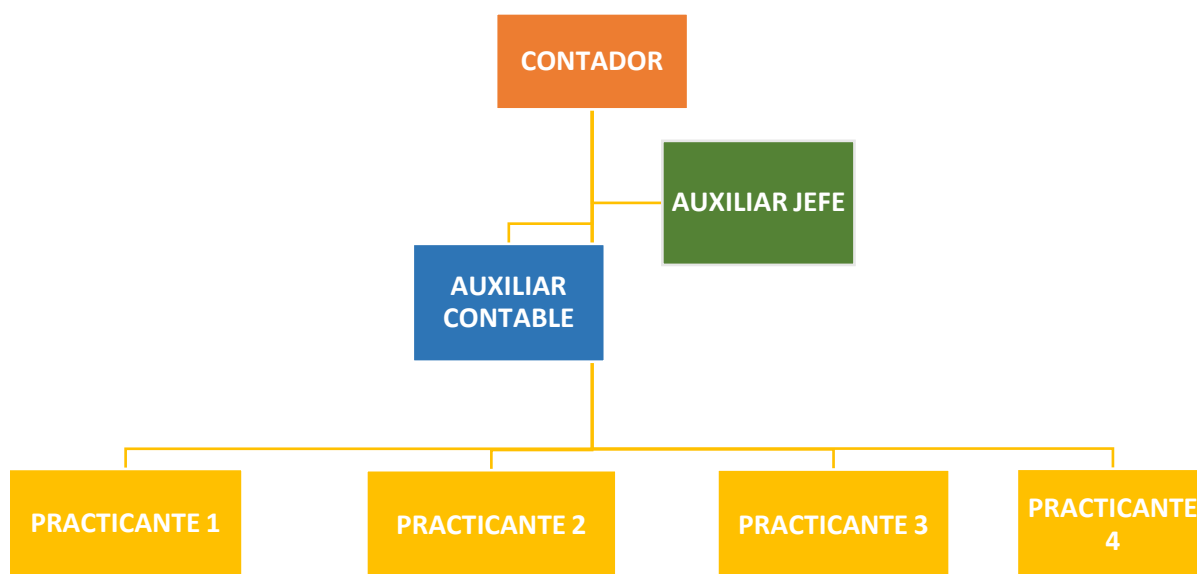 CONTADOR
AUXILIAR JEFE
AUXILIAR
CONTABLE
PRACTICANTE 1
PRACTICANTE 2
PRACTICANTE 3
PRACTICANTE
4